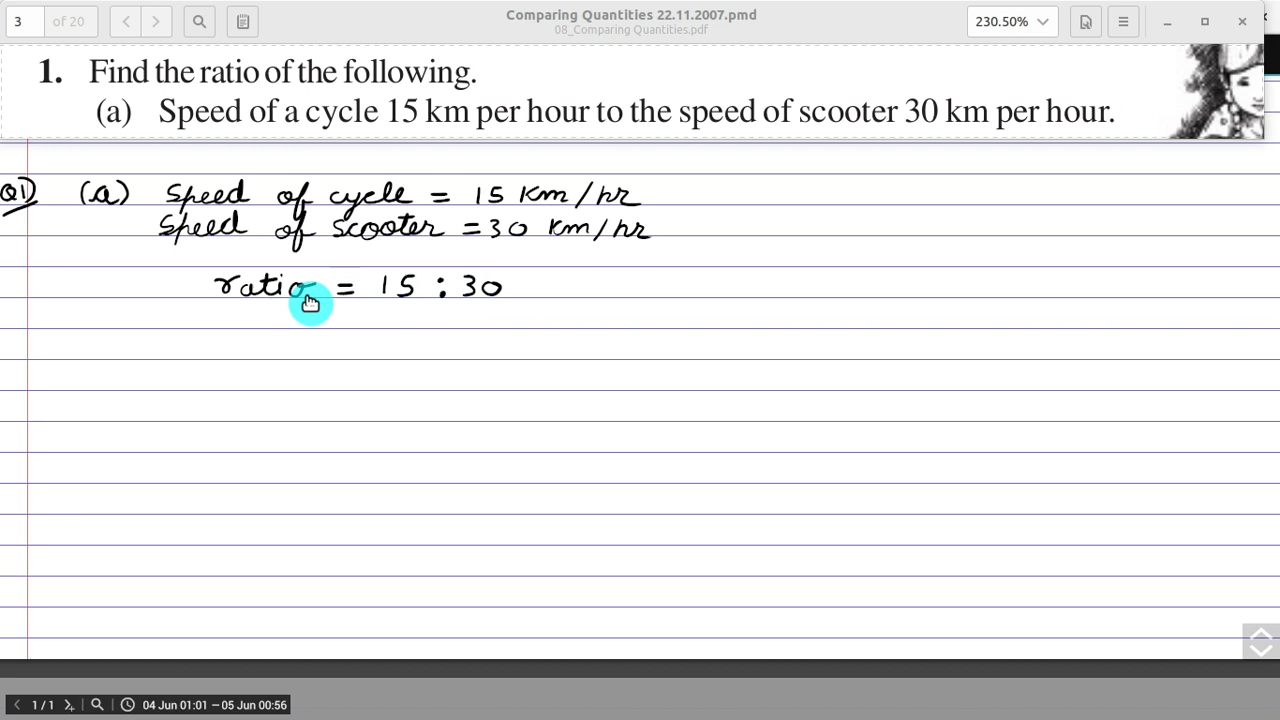 3 of 20
Comparing Quantities 22.11.2007.pmd
08_Comparing Quantities.pdf
230.50%
1. Find the ratio of the following.
(a) Speed of a cycle 15 km per hour to the speed of scooter 30 km per hour.
Q1) (a) Speed of cycle = 15 Km/hr
Speed of scooter = 30 Km/hr
ratio = 15 : 30
1/1 04 Jun 01:01 – 05 Jun 00:56